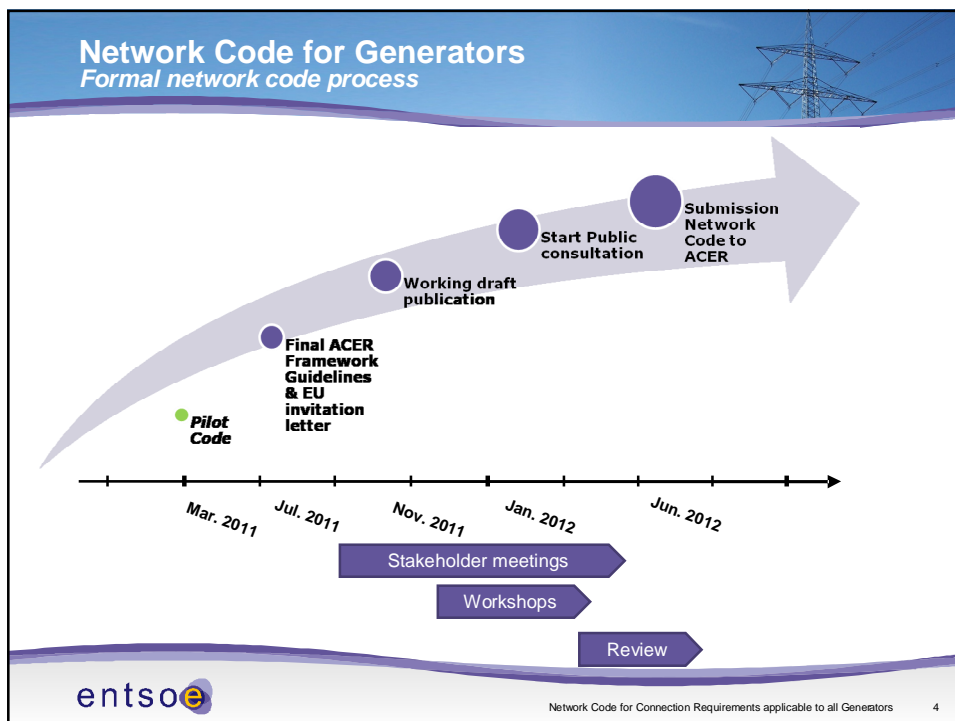 Network Code for Generators
Formal network code process
Submission
Network
Code to
ACER
Start Public
consultation
Working draft
publication
Final ACER
Framework
Guidelines
& EU
invitation
letter
Pilot
Code
Mar. 2011
Jul. 2011
Nov. 2011
Jan. 2012
Jun. 2012
Stakeholder meetings
Workshops
Review
entsoe
Network Code for Connection Requirements applicable to all Generators 4